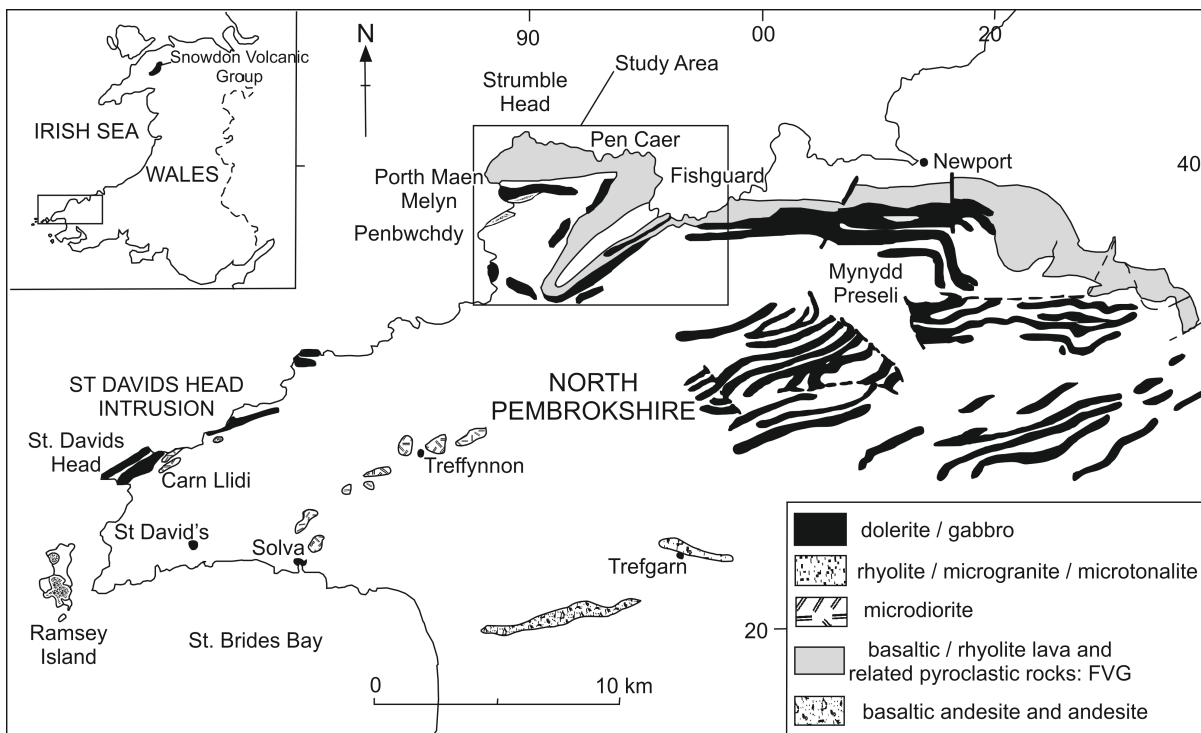 90
00
20
N
Snowdon Volcanic
Group
Study Area
Strumble
Head
IRISH SEA
Pen Caer
40
Newport
WALES
Porth Maen
Melyn
Fishguard
Penbwchdy
Mynydd
Preseli
ST DAVIDS HEAD
INTRUSION
NORTH
PEMBROKSHIRE
St. Davids
Head
Treffynnon
Carn Llidi
St David's
Solva
Trefgarn
Ramsey
Island
St. Brides Bay
20
0
10 km
dolerite / gabbro
rhyolite / microgranite / microtonalite
microdiorite
basaltic / rhyolite lava and
related pyroclastic rocks: FVG
basaltic andesite and andesite